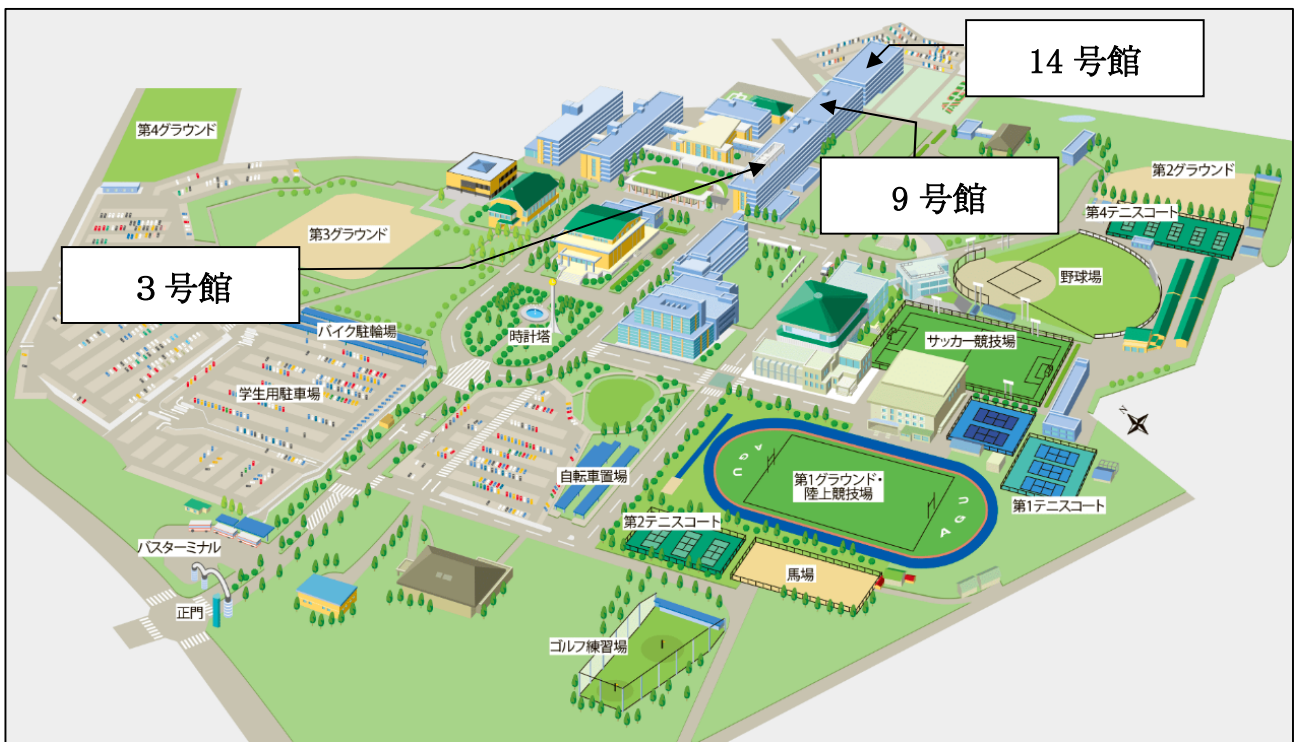 14 号館
第4グラウンド
第2グラウンド
9 号館
第4テニスコート
第3グラウンド
野球場
3 号館
バイク駐輪場
時計塔
サッカー競技場
学生用駐車場
N
自転車置場
第1グラウンド・
陸上競技場
AGU
AGU
第1テニスコート
第2テニスコート
バスターミナル
馬場
正門
ゴルフ練習場